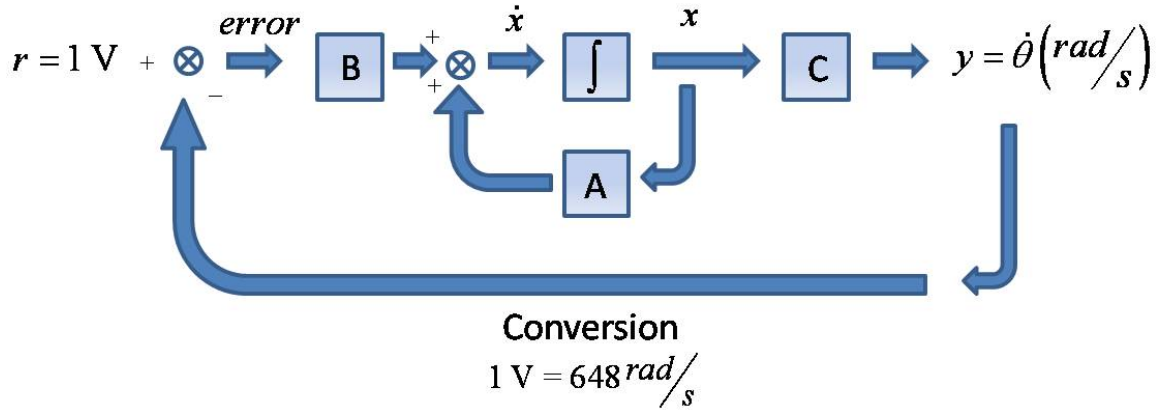 error
ẋ
x
r = 1 V + ⊗ − B + + ⊗ ∫ C y = θ̇ (rad/s)
A
Conversion
1 V = 648 rad/s